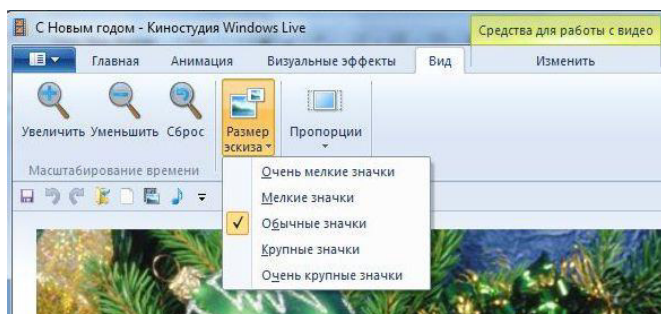 С Новым годом - Киностудия Windows Live
Средства для работы с видео
Главная Анимация Визуальные эффекты Вид Изменить
Увеличить Уменьшить Сброс Размер эскиза Пропорции
Масштабирование времени
Очень мелкие значки
Мелкие значки
Обычные значки
Крупные значки
Очень крупные значки